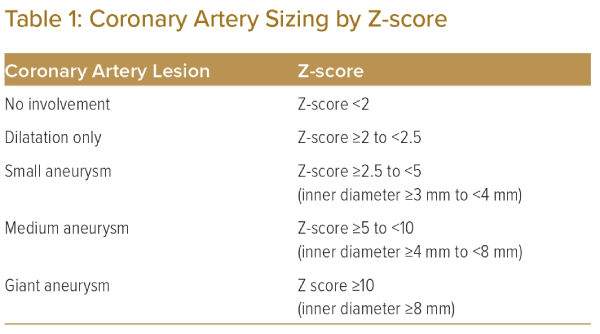 Table 1: Coronary Artery Sizing by Z-score
Coronary Artery Lesion Z-score
No involvement Z-score <2
Dilatation only Z-score ≥2 to <2.5
Small aneurysm Z-score ≥2.5 to <5
(inner diameter ≥3 mm to <4 mm)
Medium aneurysm Z-score ≥5 to <10
(inner diameter ≥4 mm to <8 mm)
Giant aneurysm Z score ≥10
(inner diameter ≥8 mm)